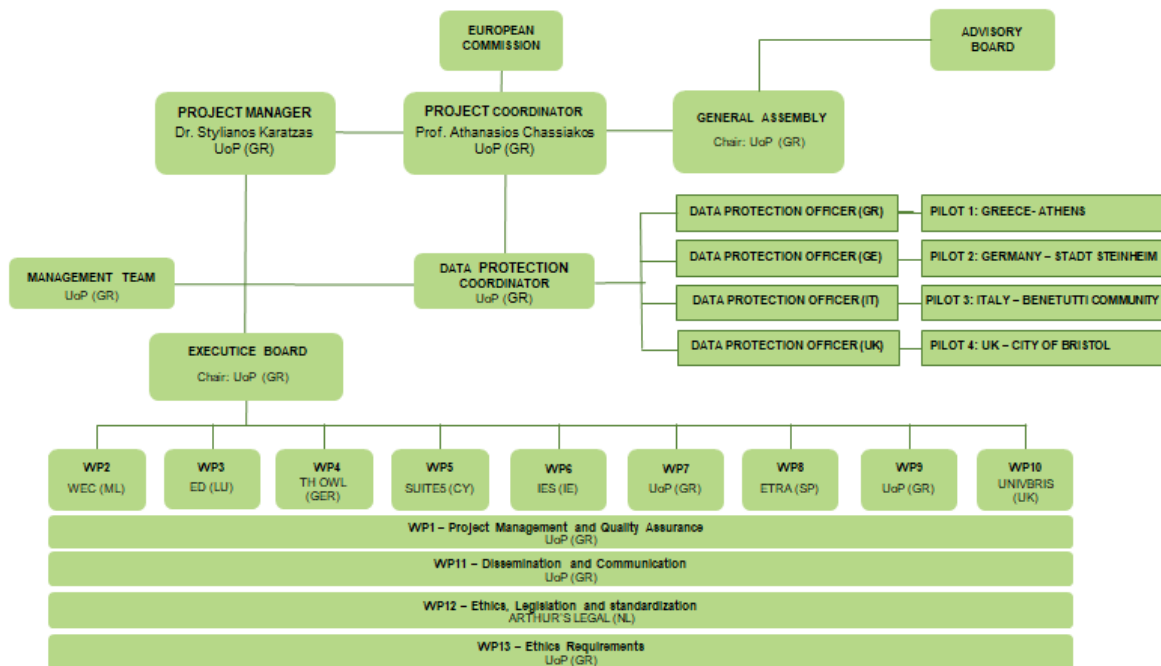 EUROPEAN
COMMISSION
ADVISORY
BOARD
PROJECT MANAGER
Dr. Stylianos Karatzas
UoP (GR)
PROJECT COORDINATOR
Prof. Athanasios Chassiakos
UoP (GR)
GENERAL ASSEMBLY
Chair: UoP (GR)
DATA PROTECTION OFFICER (GR)
PILOT 1: GREECE- ATHENS
DATA PROTECTION OFFICER (GE)
PILOT 2: GERMANY – STADT STEINHEIM
MANAGEMENT TEAM
UoP (GR)
DATA PROTECTION
COORDINATOR
UoP (GR)
DATA PROTECTION OFFICER (IT)
PILOT 3: ITALY – BENETUTTI COMMUNITY
DATA PROTECTION OFFICER (UK)
PILOT 4: UK – CITY OF BRISTOL
EXECUTICE BOARD
Chair: UoP (GR)
WP2
WEC (ML)
WP3
ED (LU)
WP4
TH OWL
(GER)
WP5
SUITE5 (CY)
WP6
IES (IE)
WP7
UoP (GR)
WP8
ETRA (SP)
WP9
UoP (GR)
WP10
UNIVBRIS
(UK)
WP1 – Project Management and Quality Assurance
UoP (GR)
WP11 – Dissemination and Communication
UoP (GR)
WP12 – Ethics, Legislation and standardization
ARTHUR'S LEGAL (NL)
WP13 – Ethics Requirements
UoP (GR)